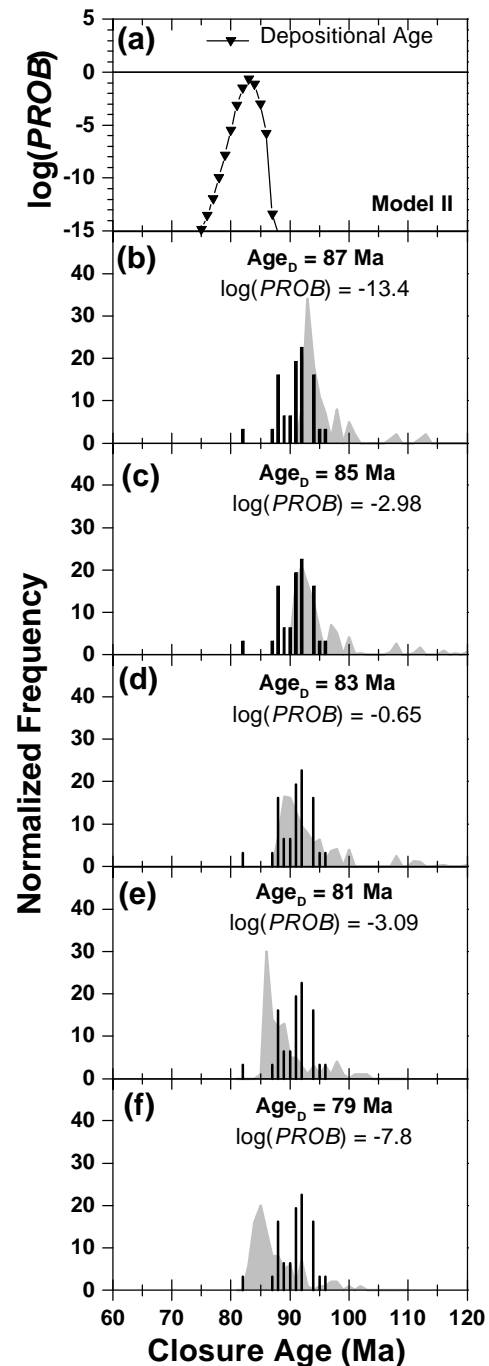 (a)
Depositional Age
5
0
-5
-10
-15
log(PROB)
Model II
(b)
Age_D = 87 Ma
log(PROB) = -13.4
40
30
20
10
0
(c)
Age_D = 85 Ma
log(PROB) = -2.98
40
30
20
10
0
Normalized Frequency
(d)
Age_D = 83 Ma
log(PROB) = -0.65
40
30
20
10
0
(e)
Age_D = 81 Ma
log(PROB) = -3.09
40
30
20
10
0
(f)
Age_D = 79 Ma
log(PROB) = -7.8
40
30
20
10
0
60 70 80 90 100 110 120
Closure Age (Ma)